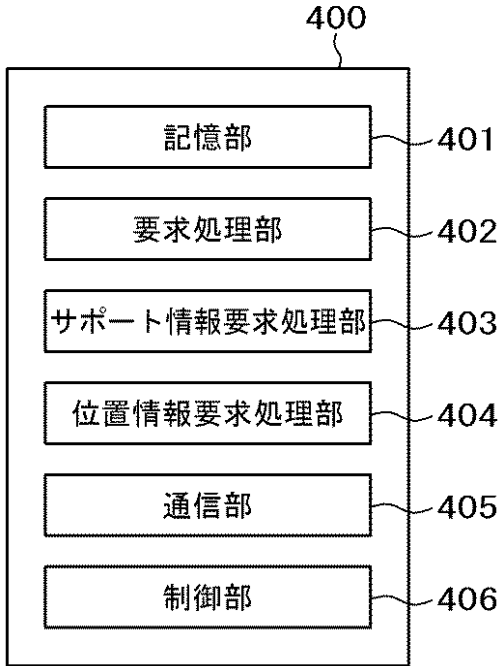 400
記憶部 401
要求処理部 402
サポート情報要求処理部 403
位置情報要求処理部 404
通信部 405
制御部 406